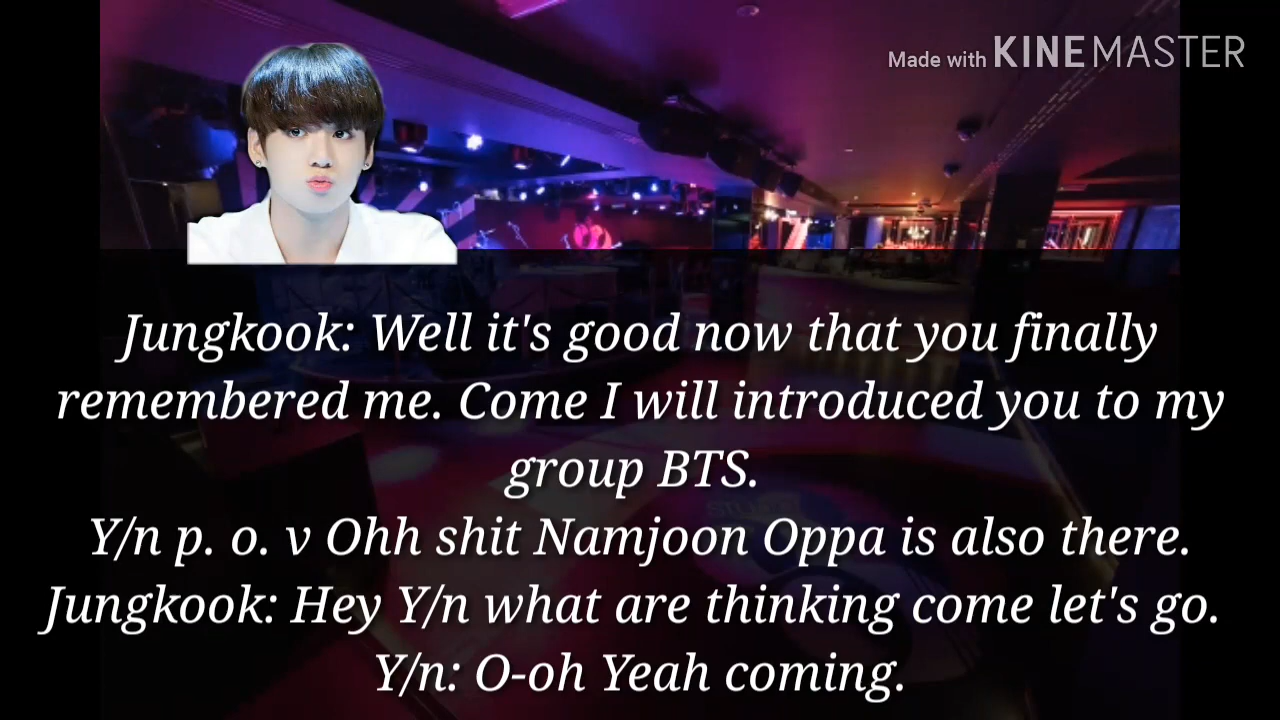 Made with KINEMASTER
Jungkook: Well it's good now that you finally
remembered me. Come I will introduced you to my
group BTS.
Y/n p. o. v Ohh shit Namjoon Oppa is also there.
Jungkook: Hey Y/n what are thinking come let's go.
Y/n: O-oh Yeah coming.